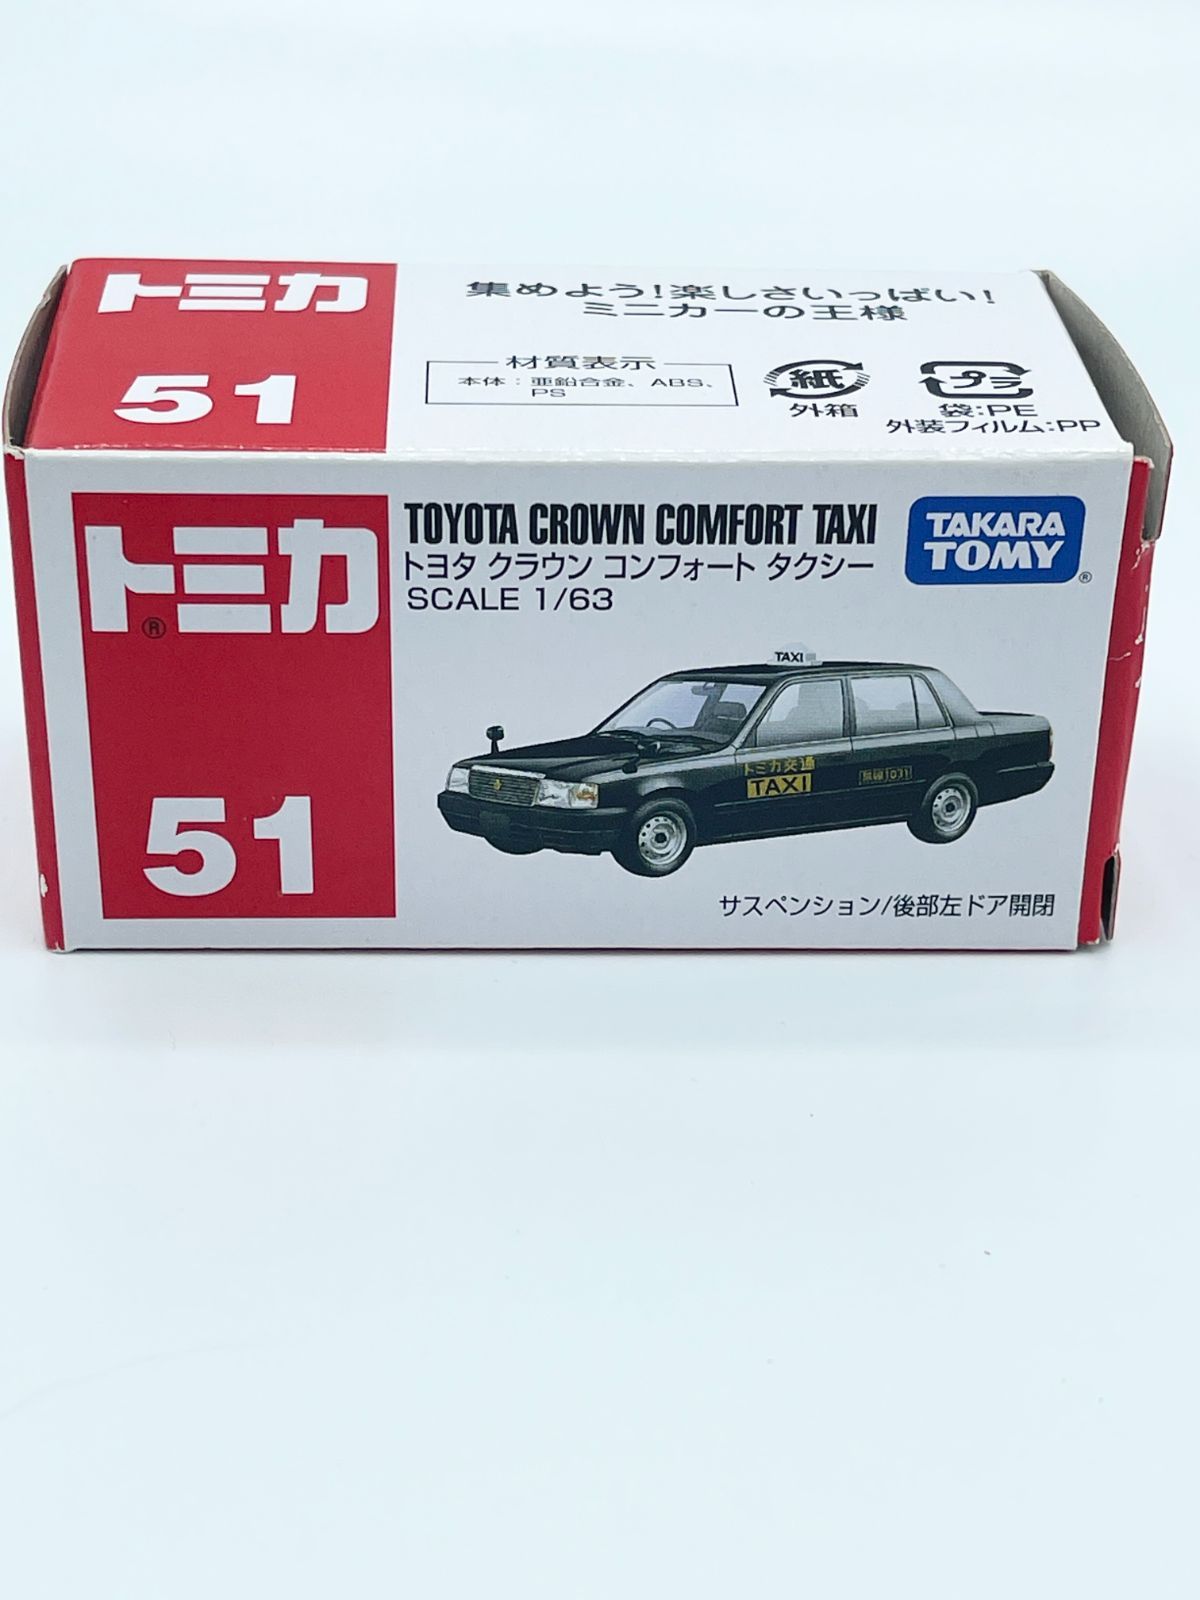 トミカ
51
集めよう!楽しさいっぱい!
ミニカーの王様
材質表示
本体:亜鉛合金、ABS、
PS
紙
外箱
プラ
袋:PE
外装フィルム:PP
トミカ®
51
TOYOTA CROWN COMFORT TAXI
トヨタ クラウン コンフォート タクシー
SCALE 1/63
TAKARA
TOMY®
TAXI
トミカ交通
TAXI
サスペンション/後部左ドア開閉